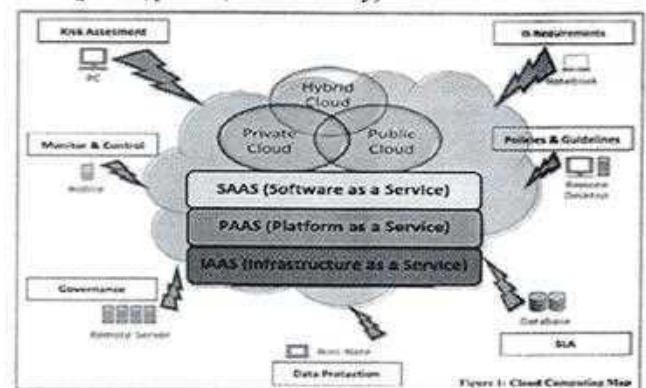 Risk Assesment
PC
IS Requirements
Notebook
Hybrid
Cloud
Private
Cloud
Public
Cloud
Monitor & Control
Mobile
Policies & Guidelines
Remote
Desktop
SAAS (Software as a Service)
PAAS (Platform as a Service)
IAAS (Infrastructure as a Service)
Governance
Remote Server
Database
SLA
Data Protection
Figure 1: Cloud Computing Map